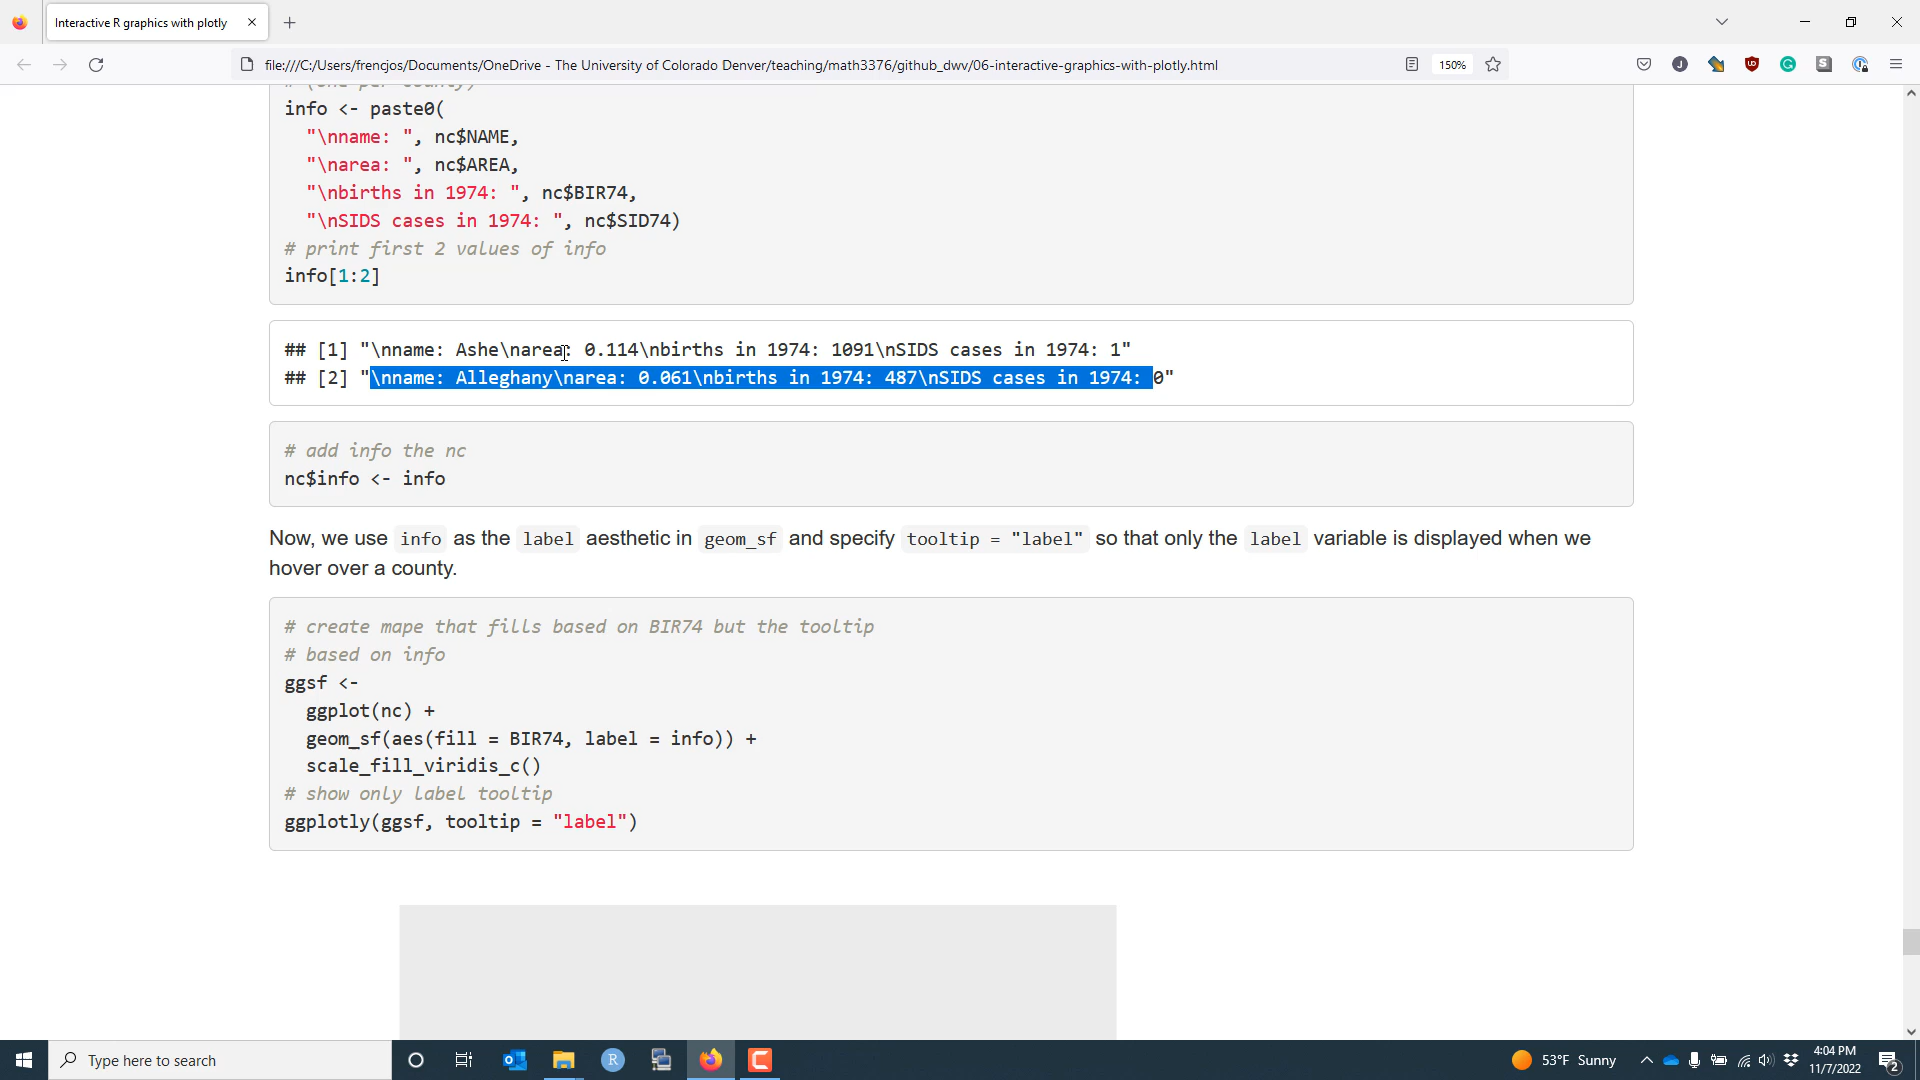 Interactive R graphics with plotly
file:///C:/Users/frencjos/Documents/OneDrive - The University of Colorado Denver/teaching/math3376/github_dwv/06-interactive-graphics-with-plotly.html
150%
# (one per county)
info <- paste0(
"\nname: ", nc$NAME,
"\narea: ", nc$AREA,
"\nbirths in 1974: ", nc$BIR74,
"\nSIDS cases in 1974: ", nc$SID74)
# print first 2 values of info
info[1:2]
## [1] "\nname: Ashe\narea: 0.114\nbirths in 1974: 1091\nSIDS cases in 1974: 1"
## [2] "\nname: Alleghany\narea: 0.061\nbirths in 1974: 487\nSIDS cases in 1974: 0"
# add info the nc
nc$info <- info
Now, we use info as the label aesthetic in geom_sf and specify tooltip = "label" so that only the label variable is displayed when we
hover over a county.
# create mape that fills based on BIR74 but the tooltip
# based on info
ggsf <-
ggplot(nc) +
geom_sf(aes(fill = BIR74, label = info)) +
scale_fill_viridis_c()
# show only label tooltip
ggplotly(ggsf, tooltip = "label")
Type here to search
53°F Sunny
4:04 PM
11/7/2022
2